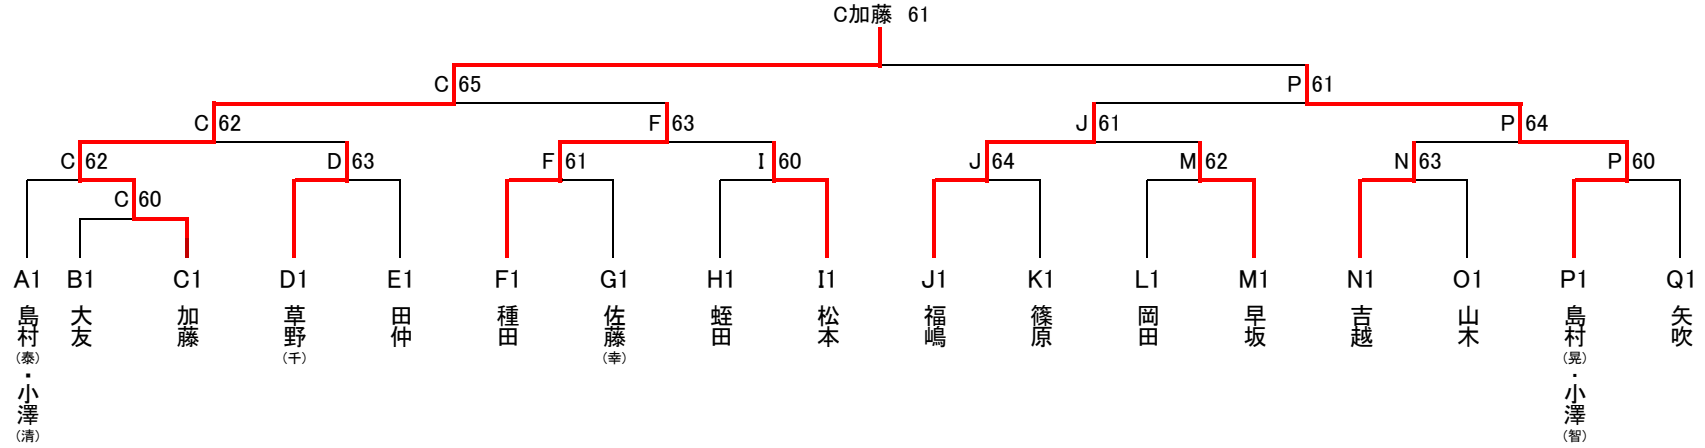 C加藤 61
C 65
P 61
C 62
F 63
J 61
P 64
C 62
D 63
F 61
I 60
J 64
M 62
N 63
P 60
C 60
A1
B1
C1
D1
E1
F1
G1
H1
I1
J1
K1
L1
M1
N1
O1
P1
Q1
島村(泰)・小澤(清)
大友
加藤
草野(千)
田仲
種田
佐藤(幸)
蛭田
松本
福嶋
篠原
岡田
早坂
吉越
山木
島村(晃)・小澤(智)
矢吹